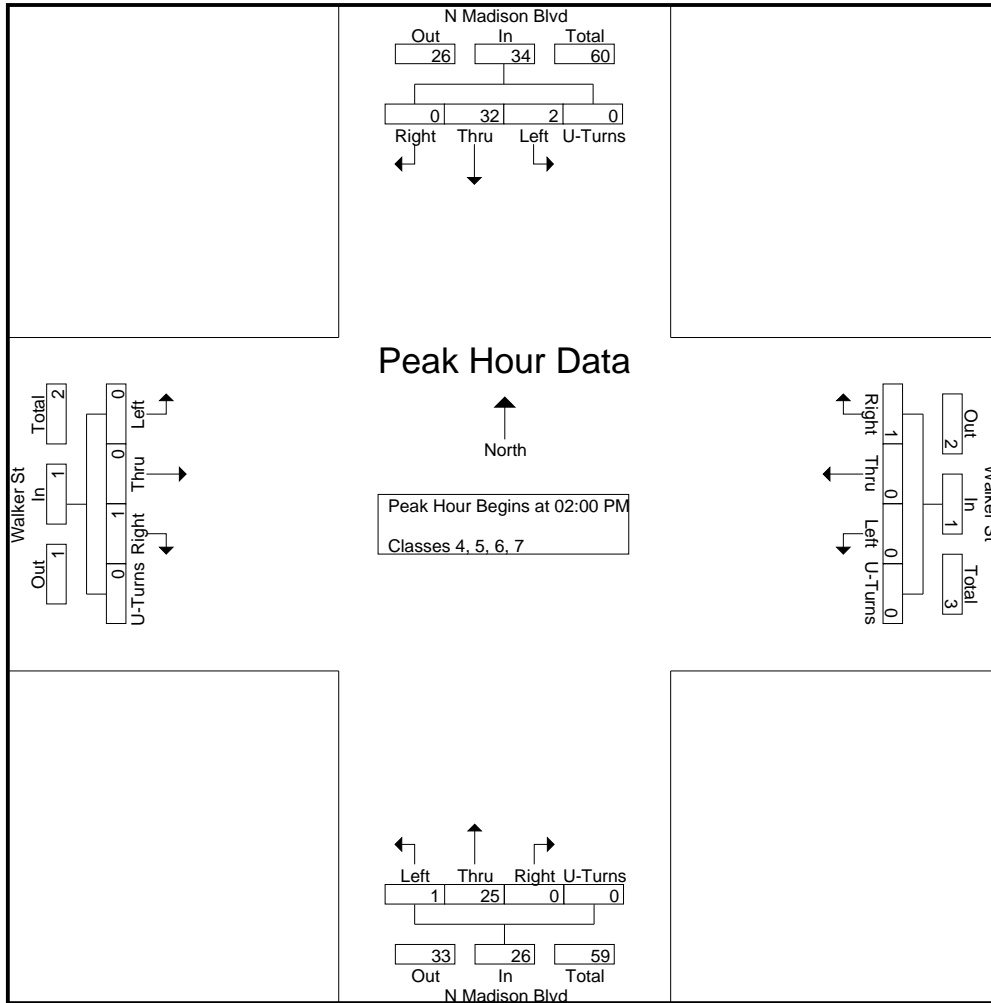 N Madison Blvd
Out In Total
26 34 60
0 32 2 0
Right Thru Left U-Turns
Peak Hour Data
North
Peak Hour Begins at 02:00 PM
Classes 4, 5, 6, 7
Walker St
Total In Out
2 1 1
0 0 1 0
Left Thru Right U-Turns
Walker St
Out In Total
2 1 3
1 0 0 0
Right Thru Left U-Turns
Left Thru Right U-Turns
1 25 0 0
33 26 59
Out In Total
N Madison Blvd